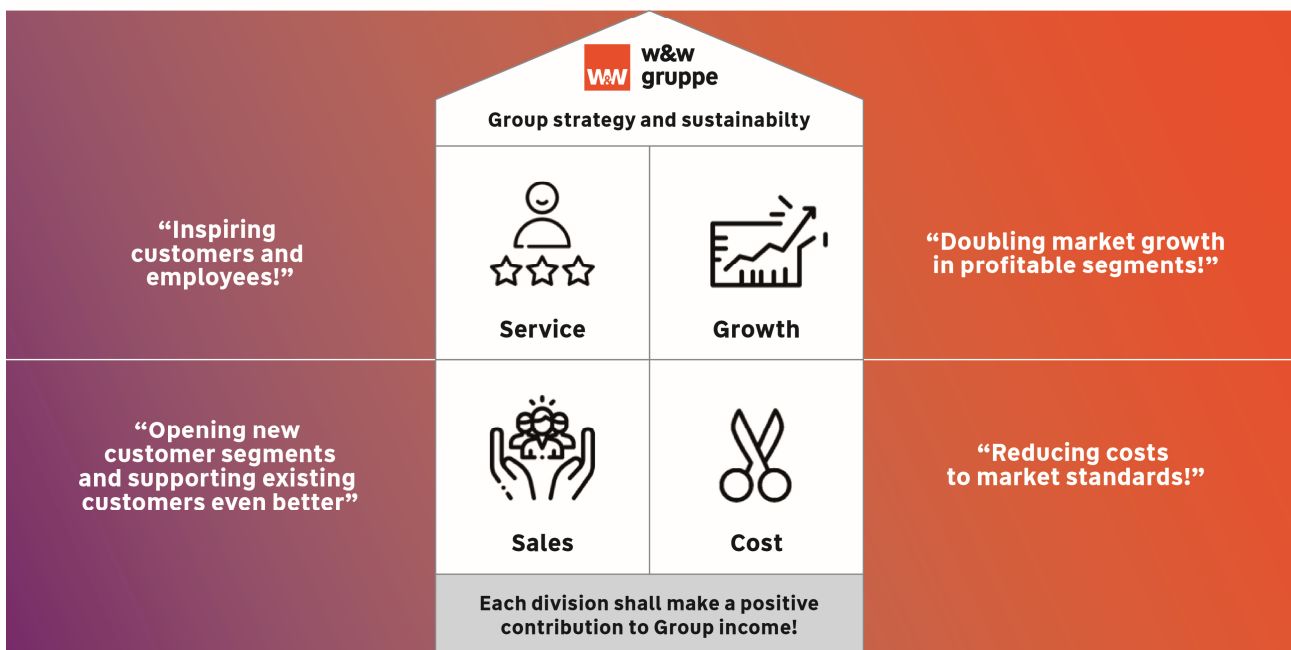 W&W
w&w
gruppe
Group strategy and sustainabilty
“Inspiring
customers and
employees!”
Service
Growth
“Doubling market growth
in profitable segments!”
“Opening new
customer segments
and supporting existing
customers even better”
Sales
Cost
“Reducing costs
to market standards!”
Each division shall make a positive
contribution to Group income!